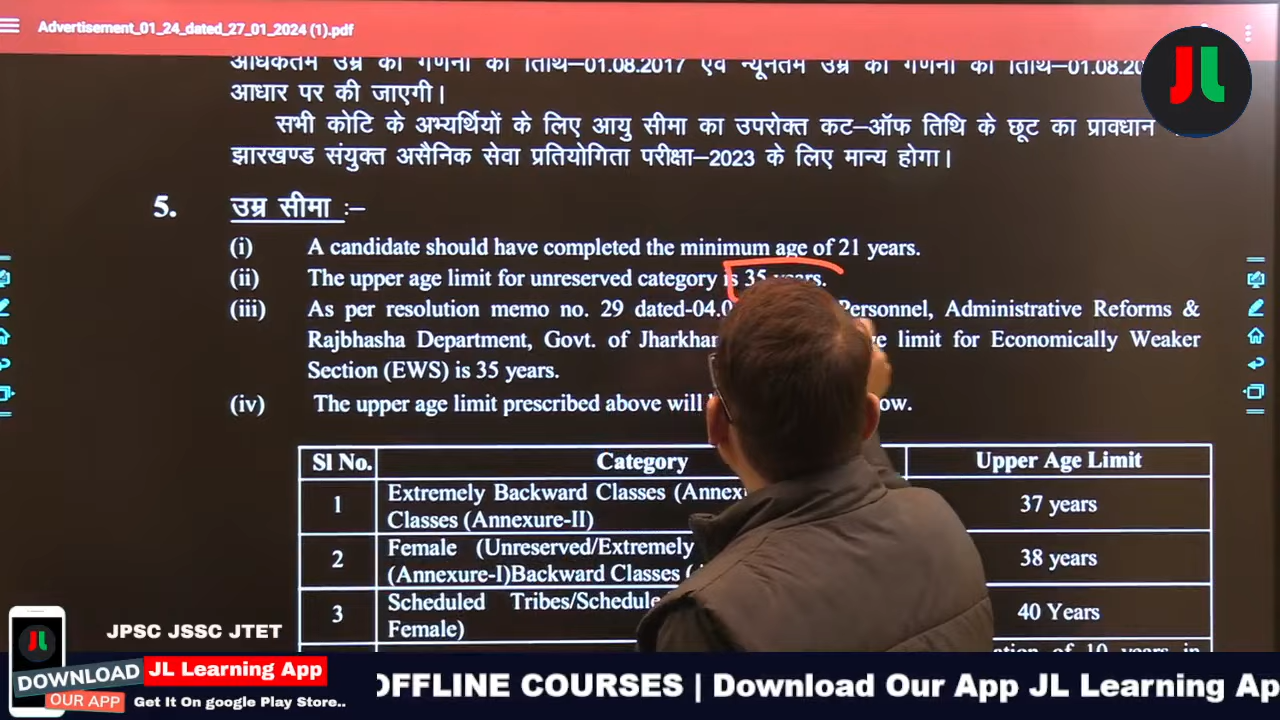 Advertisement_01_24_dated_27_01_2024 (1).pdf
अधिकतम उम्र की गणना की तिथि–01.08.2017 एवं न्यूनतम उम्र की गणना की तिथि–01.08.20
आधार पर की जाएगी।
सभी कोटि के अभ्यर्थियों के लिए आयु सीमा का उपरोक्त कट–ऑफ तिथि के छूट का प्रावधान
झारखण्ड संयुक्त असैनिक सेवा प्रतियोगिता परीक्षा–2023 के लिए मान्य होगा।
5. उम्र सीमा :–
(i) A candidate should have completed the minimum age of 21 years.
(ii) The upper age limit for unreserved category is 35 years.
(iii) As per resolution memo no. 29 dated-04.0 Personnel, Administrative Reforms &
Rajbhasha Department, Govt. of Jharkhan limit for Economically Weaker
Section (EWS) is 35 years.
(iv) The upper age limit prescribed above will
Sl No. Category Upper Age Limit
1 Extremely Backward Classes (Annex 37 years
Classes (Annexure-II)
2 Female (Unreserved/Extremely 38 years
(Annexure-I)Backward Classes (
3 Scheduled Tribes/Schedule 40 Years
Female)
of 10 years in
JL
JPSC JSSC JTET
DOWNLOAD JL Learning App
OUR APP Get It On google Play Store..
OFFLINE COURSES | Download Our App JL Learning Ap